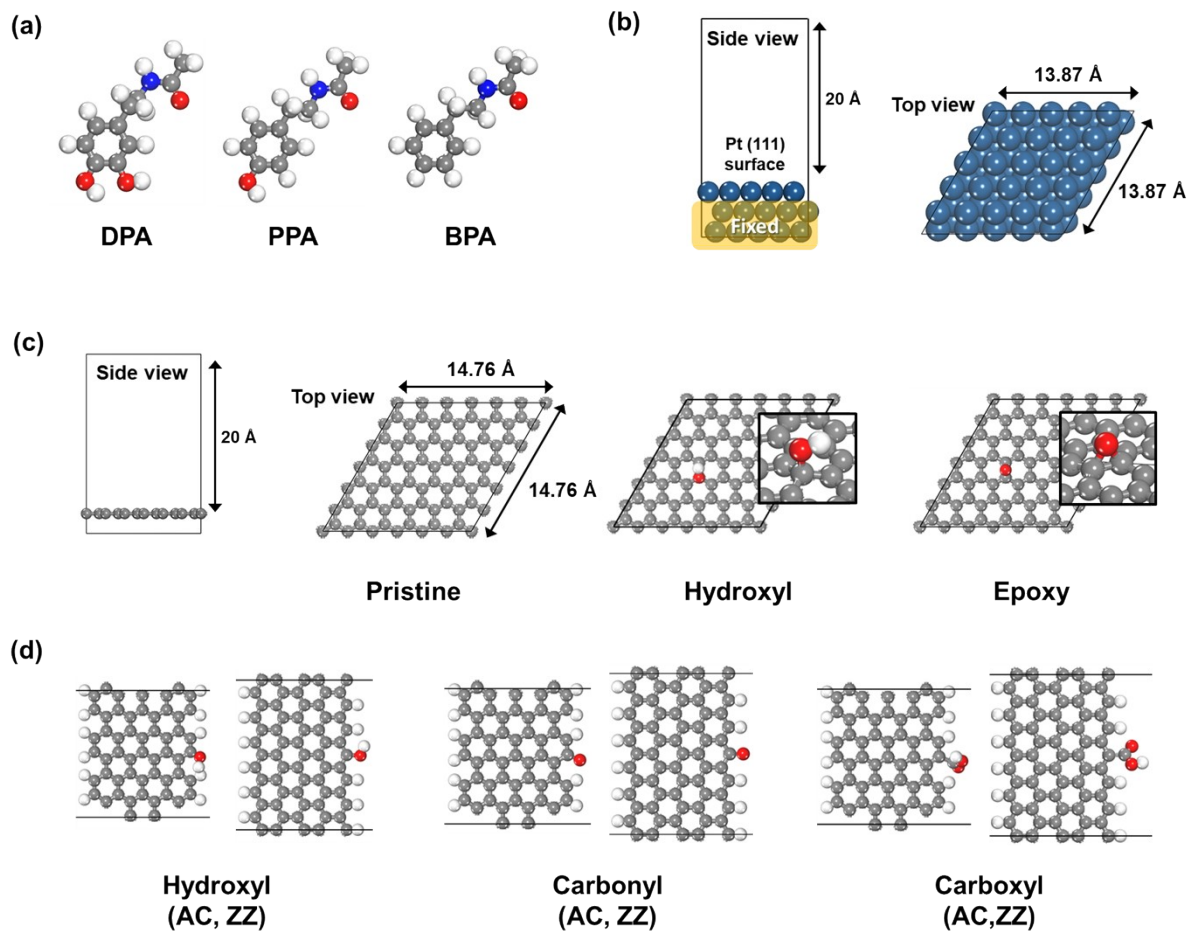 (a)
DPA
PPA
BPA
(b)
Side view
20 Å
Pt (111)
surface
Fixed
Top view
13.87 Å
13.87 Å
(c)
Side view
20 Å
Top view
14.76 Å
14.76 Å
Pristine
Hydroxyl
Epoxy
(d)
Hydroxyl
(AC, ZZ)
Carbonyl
(AC, ZZ)
Carboxyl
(AC,ZZ)